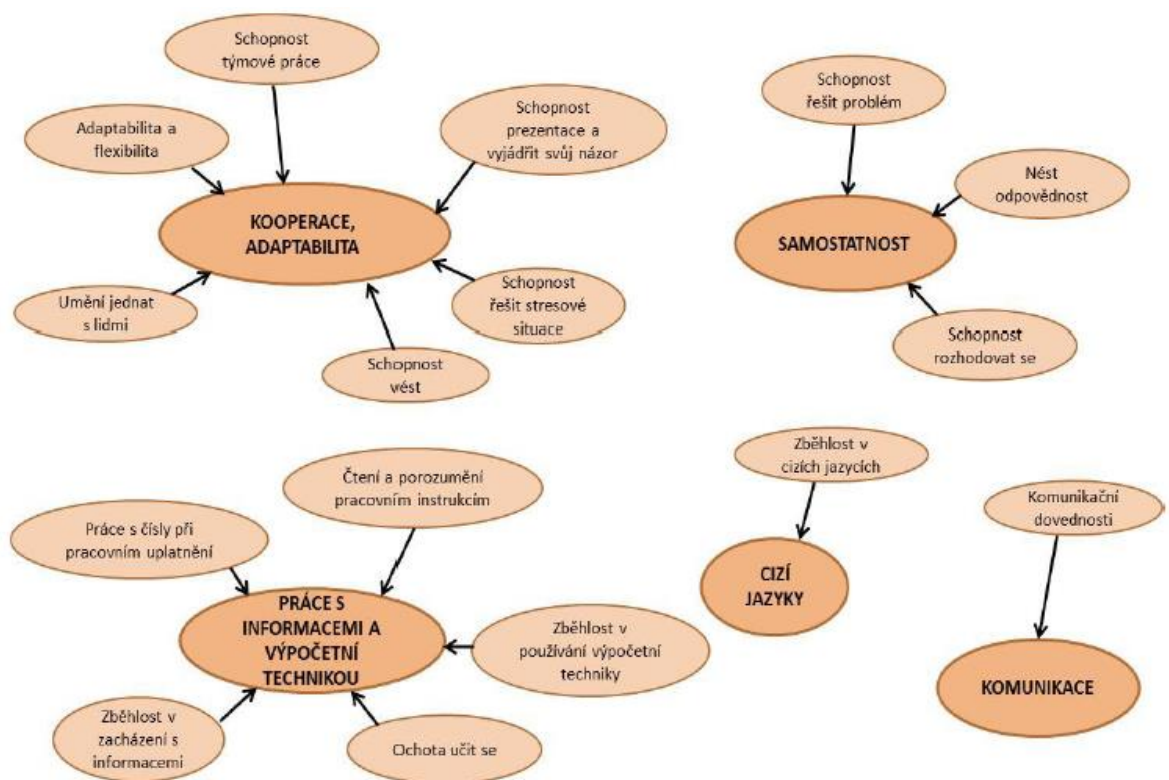 Schopnost
týmové práce
Adaptabilita a
flexibilita
Schopnost
prezentace a
vyjádřit svůj názor
KOOPERACE,
ADAPTABILITA
Umění jednat
s lidmi
Schopnost
řešit stresové
situace
Schopnost
vést
Schopnost
řešit problém
Nést
odpovědnost
SAMOSTATNOST
Schopnost
rozhodovat se
Čtení a porozumění
pracovním instrukcím
Práce s čísly při
pracovním uplatnění
PRÁCE S
INFORMACEMI A
VÝPOČETNÍ
TECHNIKOU
Zběhlost v
používání výpočetní
techniky
Zběhlost v
zacházení s
informacemi
Ochota učit se
Zběhlost v
cizích jazycích
CIZÍ
JAZYKY
Komunikační
dovednosti
KOMUNIKACE